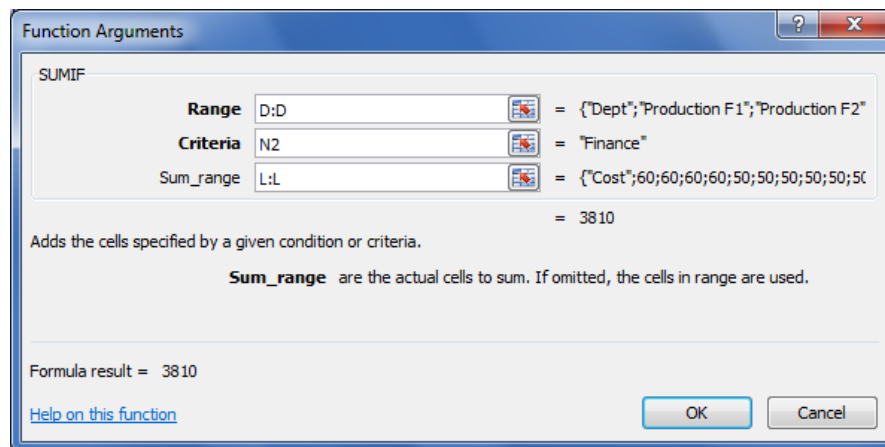 Function Arguments
?
X
SUMIF
Range D:D = {"Dept";"Production F1";"Production F2"
Criteria N2 = "Finance"
Sum_range L:L = {"Cost";60;60;60;60;50;50;50;50;50;50
= 3810
Adds the cells specified by a given condition or criteria.
Sum_range are the actual cells to sum. If omitted, the cells in range are used.
Formula result = 3810
Help on this function
OK Cancel